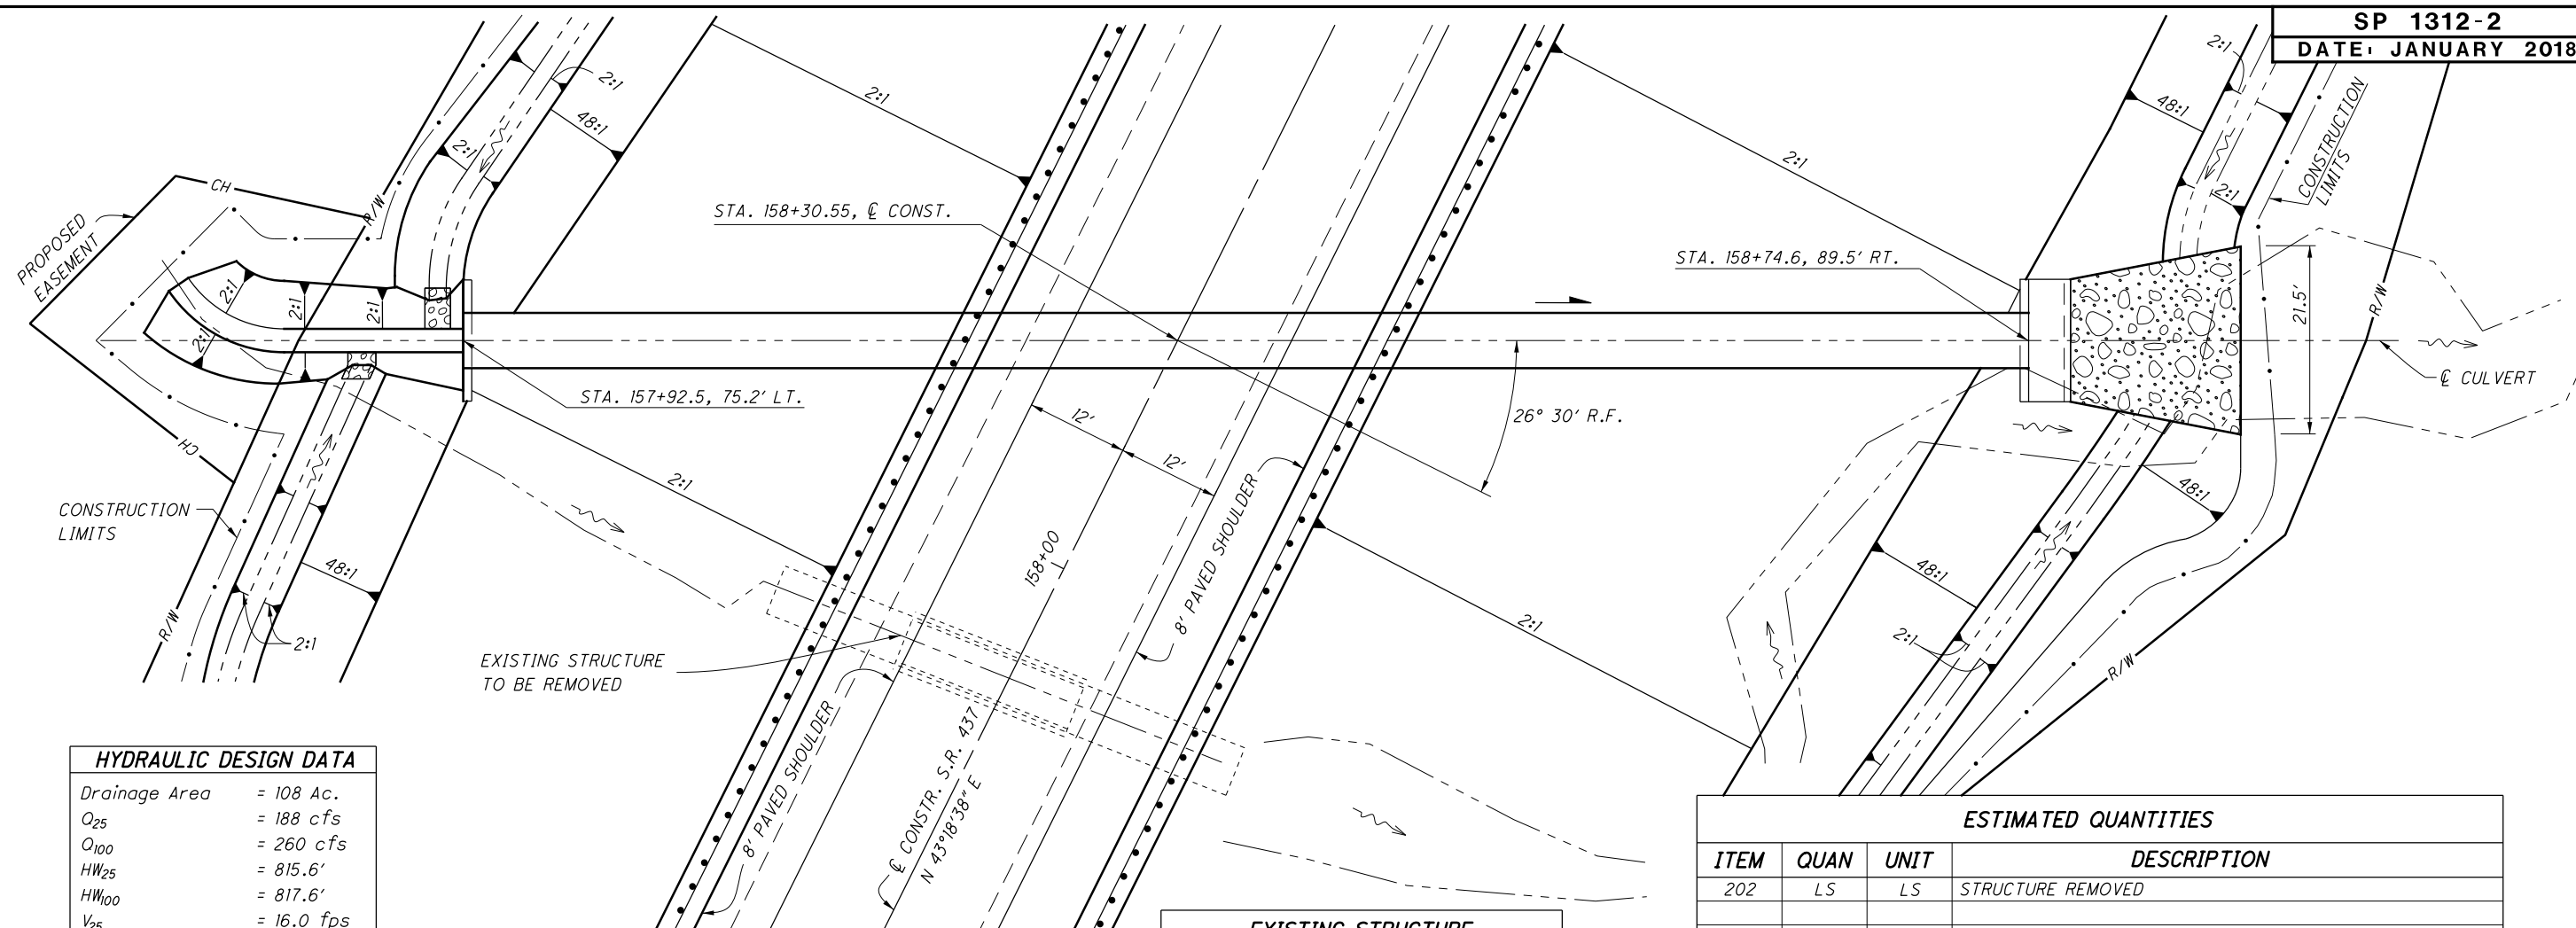 SP 1312-2
DATE: JANUARY 2018
2:1
2:1
2:1
48:1
2:1
2:1
48:1
2:1
CONSTRUCTION
LIMITS
CH
R/W
PROPOSED
EASEMENT
STA. 158+30.55, ℄ CONST.
STA. 158+74.6, 89.5' RT.
2:1
2:1
2:1
2:1
21.5'
R/W
℄ CULVERT
STA. 157+92.5, 75.2' LT.
12'
12'
26° 30' R.F.
CH
2:1
48:1
CONSTRUCTION
LIMITS
48:1
R/W
2:1
158+00
8' PAVED SHOULDER
48:1
2:1
2:1
R/W
EXISTING STRUCTURE
TO BE REMOVED
8' PAVED SHOULDER
℄ CONSTR. S.R. 437
N 43°18'38" E
HYDRAULIC DESIGN DATA
Drainage Area = 108 Ac.
Q25 = 188 cfs
Q100 = 260 cfs
HW25 = 815.6'
HW100 = 817.6'
V25 = 16.0 fps
EXISTING STRUCTURE
ESTIMATED QUANTITIES
ITEM QUAN UNIT DESCRIPTION
202 LS LS STRUCTURE REMOVED